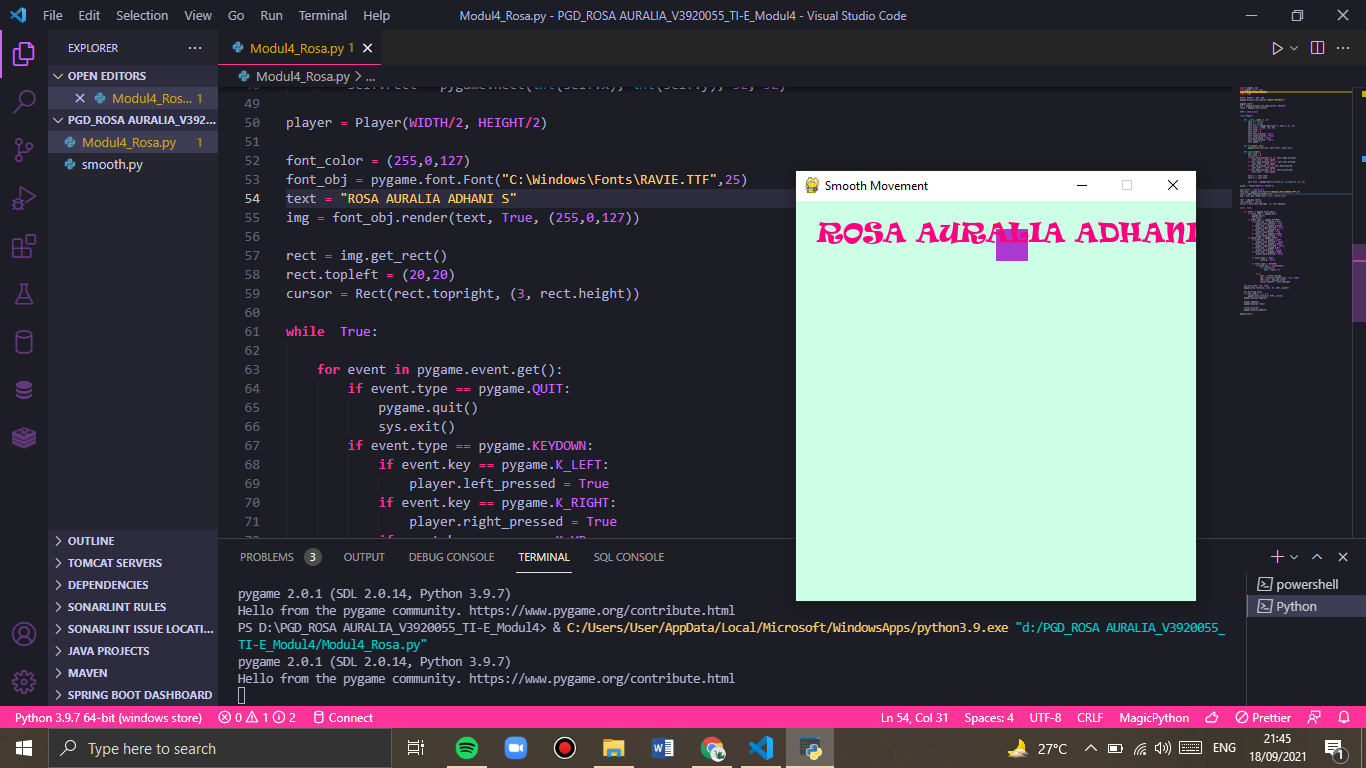 File Edit Selection View Go Run Terminal Help
Modul4_Rosa.py - PGD_ROSA AURALIA_V3920055_TI-E_Modul4 - Visual Studio Code
EXPLORER
OPEN EDITORS
Modul4_Ros... 1
PGD_ROSA AURALIA_V392...
Modul4_Rosa.py 1
smooth.py
OUTLINE
TOMCAT SERVERS
DEPENDENCIES
SONARLINT RULES
SONARLINT ISSUE LOCATI...
JAVA PROJECTS
MAVEN
SPRING BOOT DASHBOARD
Modul4_Rosa.py 1
Modul4_Rosa.py > ...
49
50 player = Player(WIDTH/2, HEIGHT/2)
51
52 font_color = (255,0,127)
53 font_obj = pygame.font.Font("C:\Windows\Fonts\RAVIE.TTF",25)
54 text = "ROSA AURALIA ADHANI S"
55 img = font_obj.render(text, True, (255,0,127))
56
57 rect = img.get_rect()
58 rect.topleft = (20,20)
59 cursor = Rect(rect.topright, (3, rect.height))
60
61 while  True:
62
63     for event in pygame.event.get():
64         if event.type == pygame.QUIT:
65             pygame.quit()
66             sys.exit()
67         if event.type == pygame.KEYDOWN:
68             if event.key == pygame.K_LEFT:
69                 player.left_pressed = True
70             if event.key == pygame.K_RIGHT:
71                 player.right_pressed = True
Smooth Movement
ROSA AURALIA ADHANI
PROBLEMS 3 OUTPUT DEBUG CONSOLE TERMINAL SQL CONSOLE
pygame 2.0.1 (SDL 2.0.14, Python 3.9.7)
Hello from the pygame community. https://www.pygame.org/contribute.html
PS D:\PGD_ROSA AURALIA_V3920055_TI-E_Modul4> & C:/Users/User/AppData/Local/Microsoft/WindowsApps/python3.9.exe "d:/PGD_ROSA AURALIA_V3920055_
TI-E_Modul4/Modul4_Rosa.py"
pygame 2.0.1 (SDL 2.0.14, Python 3.9.7)
Hello from the pygame community. https://www.pygame.org/contribute.html
powershell
Python
Python 3.9.7 64-bit (windows store) 0 1 2 Connect Ln 54, Col 31 Spaces: 4 UTF-8 CRLF MagicPython Prettier
Type here to search
27°C ENG
21:45
18/09/2021
1